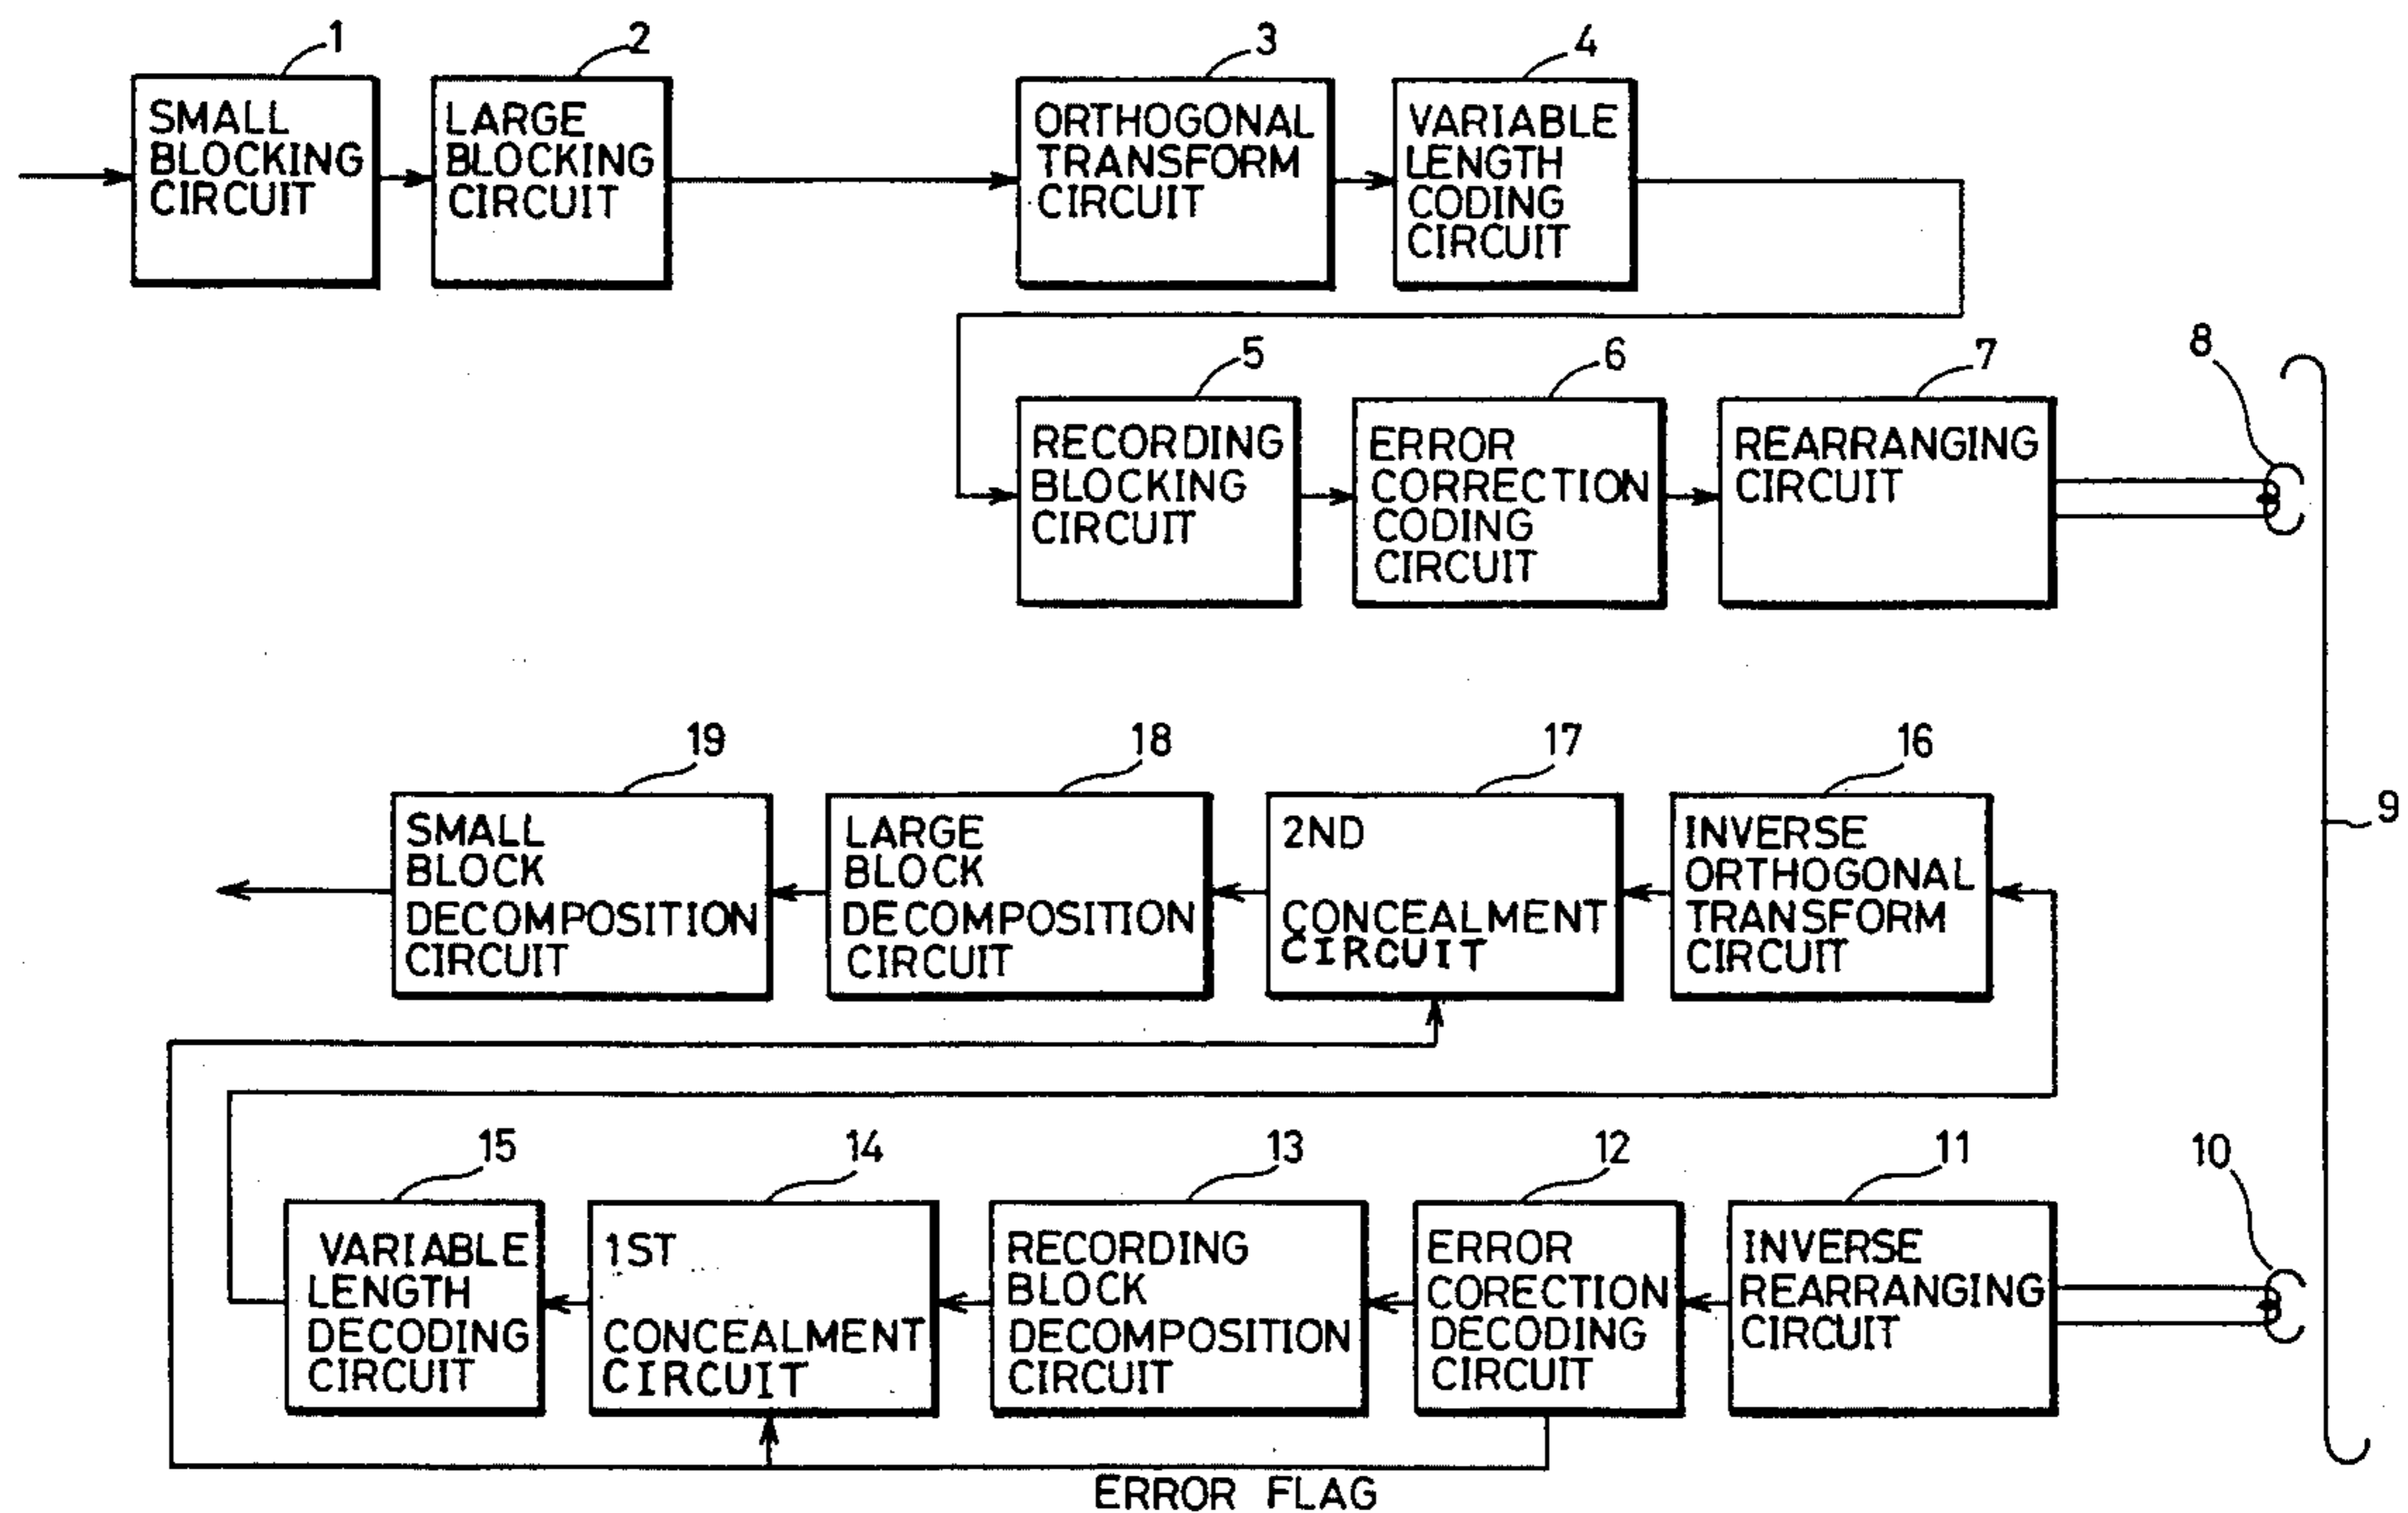 1
2
3
4
SMALL
BLOCKING
CIRCUIT
LARGE
BLOCKING
CIRCUIT
ORTHOGONAL
TRANSFORM
CIRCUIT
VARIABLE
LENGTH
CODING
CIRCUIT
5
6
7
8
RECORDING
BLOCKING
CIRCUIT
ERROR
CORRECTION
CODING
CIRCUIT
REARRANGING
CIRCUIT
19
18
17
16
9
SMALL
BLOCK
DECOMPOSITION
CIRCUIT
LARGE
BLOCK
DECOMPOSITION
CIRCUIT
2ND
CONCEALMENT
CIRCUIT
INVERSE
ORTHOGONAL
TRANSFORM
CIRCUIT
15
14
13
12
11
10
VARIABLE
LENGTH
DECODING
CIRCUIT
1ST
CONCEALMENT
CIRCUIT
RECORDING
BLOCK
DECOMPOSITION
CIRCUIT
ERROR
CORECTION
DECODING
CIRCUIT
INVERSE
REARRANGING
CIRCUIT
ERROR FLAG